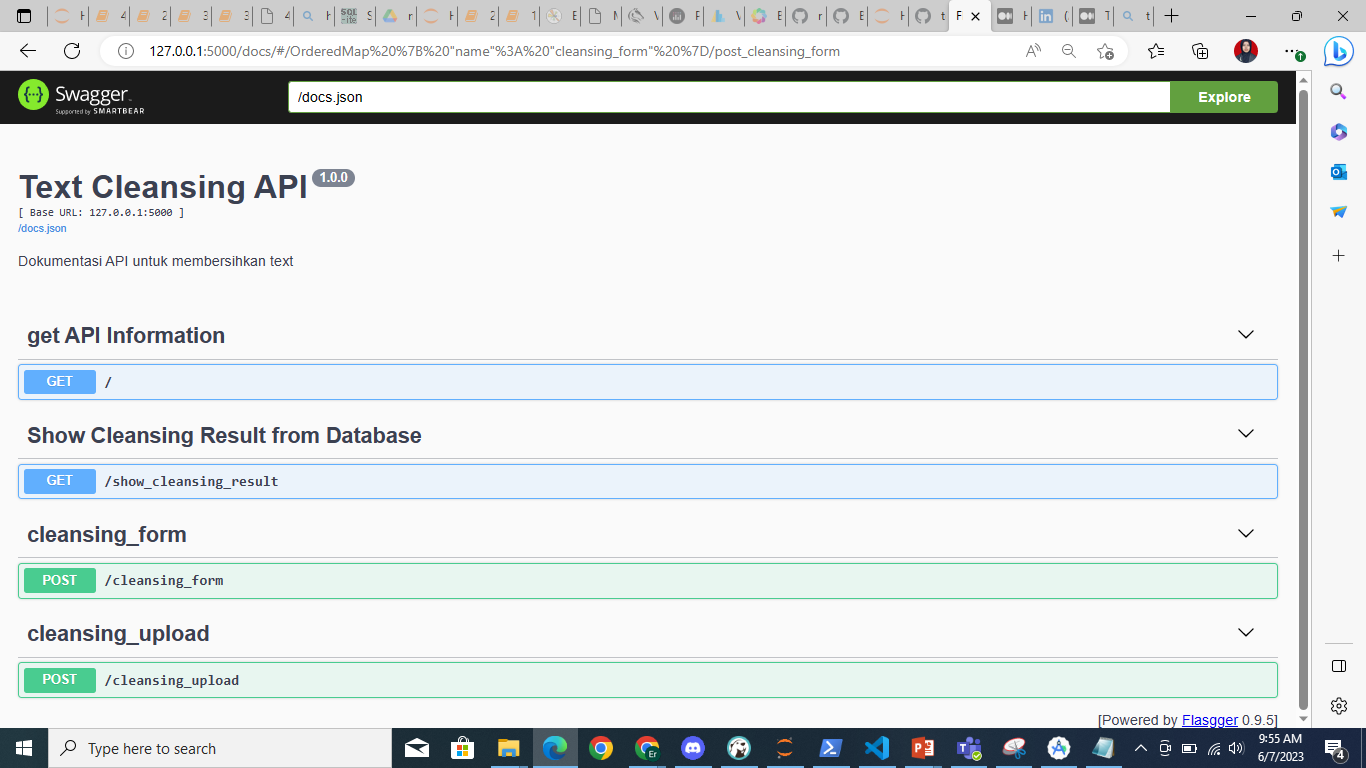 127.0.0.1:5000/docs/#/OrderedMap%20%7B%20"name"%3A%20"cleansing_form"%20%7D/post_cleansing_form
Swagger
Supported by SMARTBEAR
/docs.json
Explore
Text Cleansing API 1.0.0
[ Base URL: 127.0.0.1:5000 ]
/docs.json
Dokumentasi API untuk membersihkan text
get API Information
GET /
Show Cleansing Result from Database
GET /show_cleansing_result
cleansing_form
POST /cleansing_form
cleansing_upload
POST /cleansing_upload
[Powered by Flasgger 0.9.5]
Type here to search
9:55 AM
6/7/2023
4